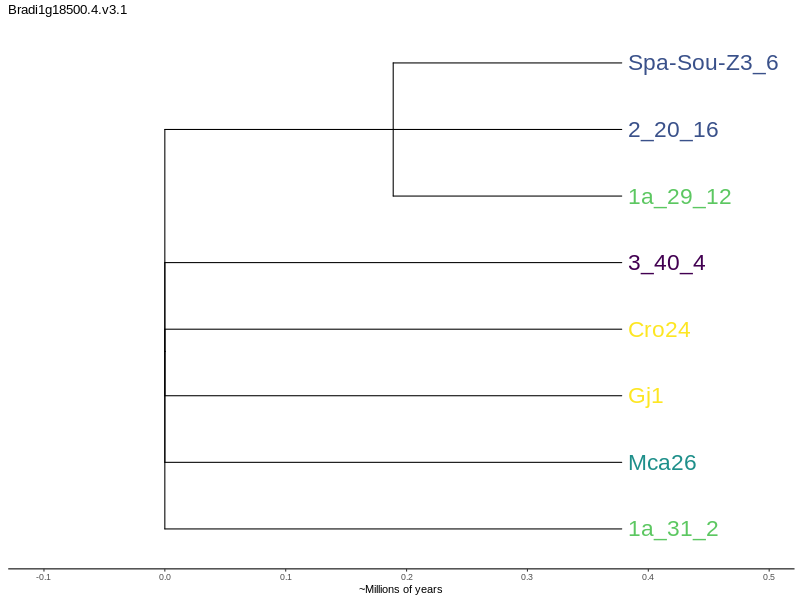 Bradi1g18500.4.v3.1
Spa-Sou-Z3_6
2_20_16
1a_29_12
3_40_4
Cro24
Gj1
Mca26
1a_31_2
-0.1 0.0 0.1 0.2 0.3 0.4 0.5
~Millions of years